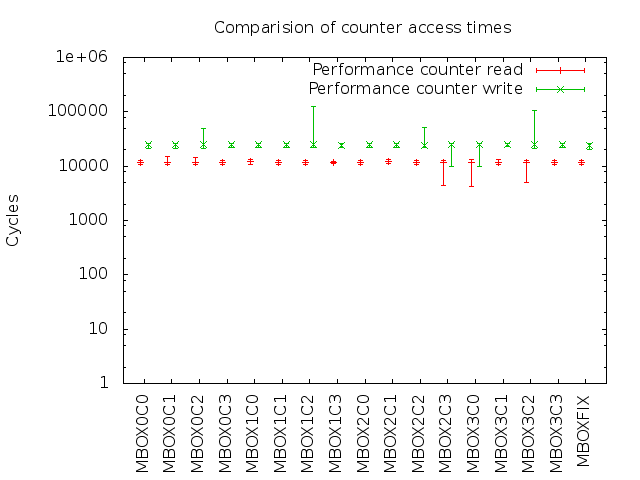 Comparision of counter access times
Performance counter read
Performance counter write
1e+06
100000
10000
1000
100
10
1
Cycles
MBOX0C0
MBOX0C1
MBOX0C2
MBOX0C3
MBOX1C0
MBOX1C1
MBOX1C2
MBOX1C3
MBOX2C0
MBOX2C1
MBOX2C2
MBOX2C3
MBOX3C0
MBOX3C1
MBOX3C2
MBOX3C3
MBOXFIX